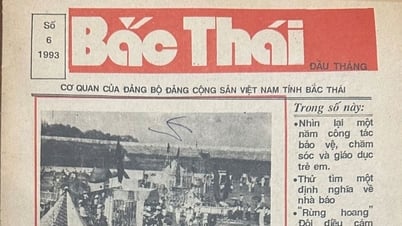 Số
6
1993
Bắc Thái
ĐẦU THÁNG
CƠ QUAN CỦA ĐẢNG BỘ ĐẢNG CỘNG SẢN VIỆT NAM TỈNH BẮC THÁI
Trong số này:
•Nhìn lại một
năm công tác
bảo vệ, chăm
sóc và giáo dục
trẻ em.
•Thử tìm một
định nghĩa về
nhà báo
•"Rừng hoang"
Đôi điều cảm